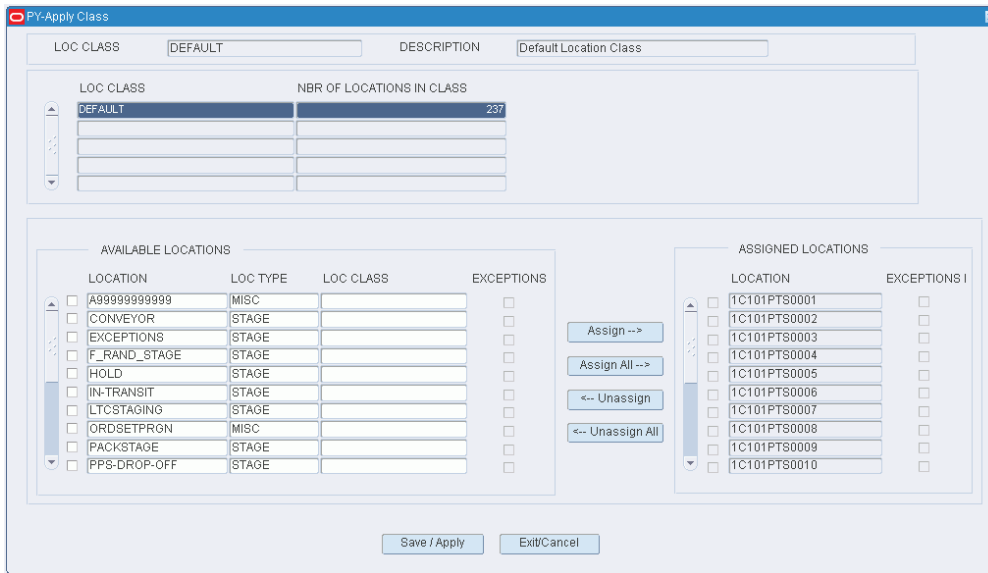 PY-Apply Class
LOC CLASS DEFAULT DESCRIPTION Default Location Class
LOC CLASS NBR OF LOCATIONS IN CLASS
DEFAULT 237
AVAILABLE LOCATIONS
LOCATION LOC TYPE LOC CLASS EXCEPTIONS
A99999999999 MISC
CONVEYOR STAGE
EXCEPTIONS STAGE
F_RAND_STAGE STAGE
HOLD STAGE
IN-TRANSIT STAGE
LTCSTAGING STAGE
ORDSETPRGN MISC
PACKSTAGE STAGE
PPS-DROP-OFF STAGE
Assign -->
Assign All -->
<-- Unassign
<-- Unassign All
ASSIGNED LOCATIONS
LOCATION EXCEPTIONS I
1C101PTS0001
1C101PTS0002
1C101PTS0003
1C101PTS0004
1C101PTS0005
1C101PTS0006
1C101PTS0007
1C101PTS0008
1C101PTS0009
1C101PTS0010
Save / Apply Exit/Cancel